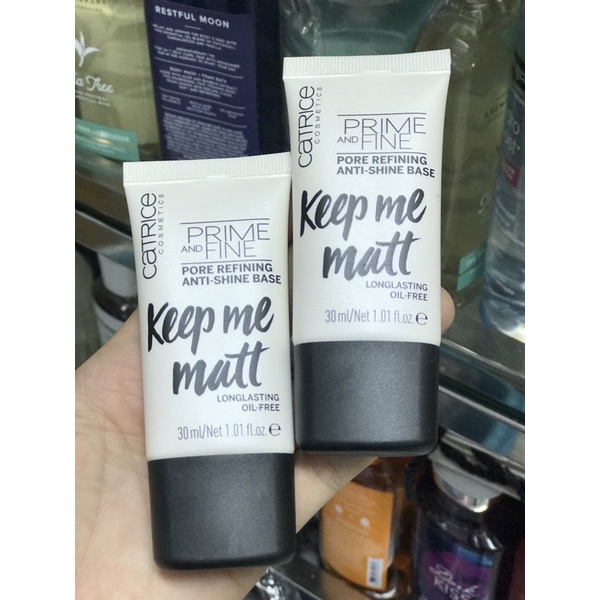 RESTFUL MOON
Tree
CATRICE
COSMETICS
PRIME
AND FINE
PORE REFINING
ANTI-SHINE BASE
Keep me
matt
LONGLASTING
OIL-FREE
30 ml/Net 1.01 fl.oz.℮
CATRICE
COSMETICS
PRIME
AND FINE
PORE REFINING
ANTI-SHINE BASE
Keep me
matt
LONGLASTING
OIL-FREE
30 ml/Net 1.01 fl.oz.℮